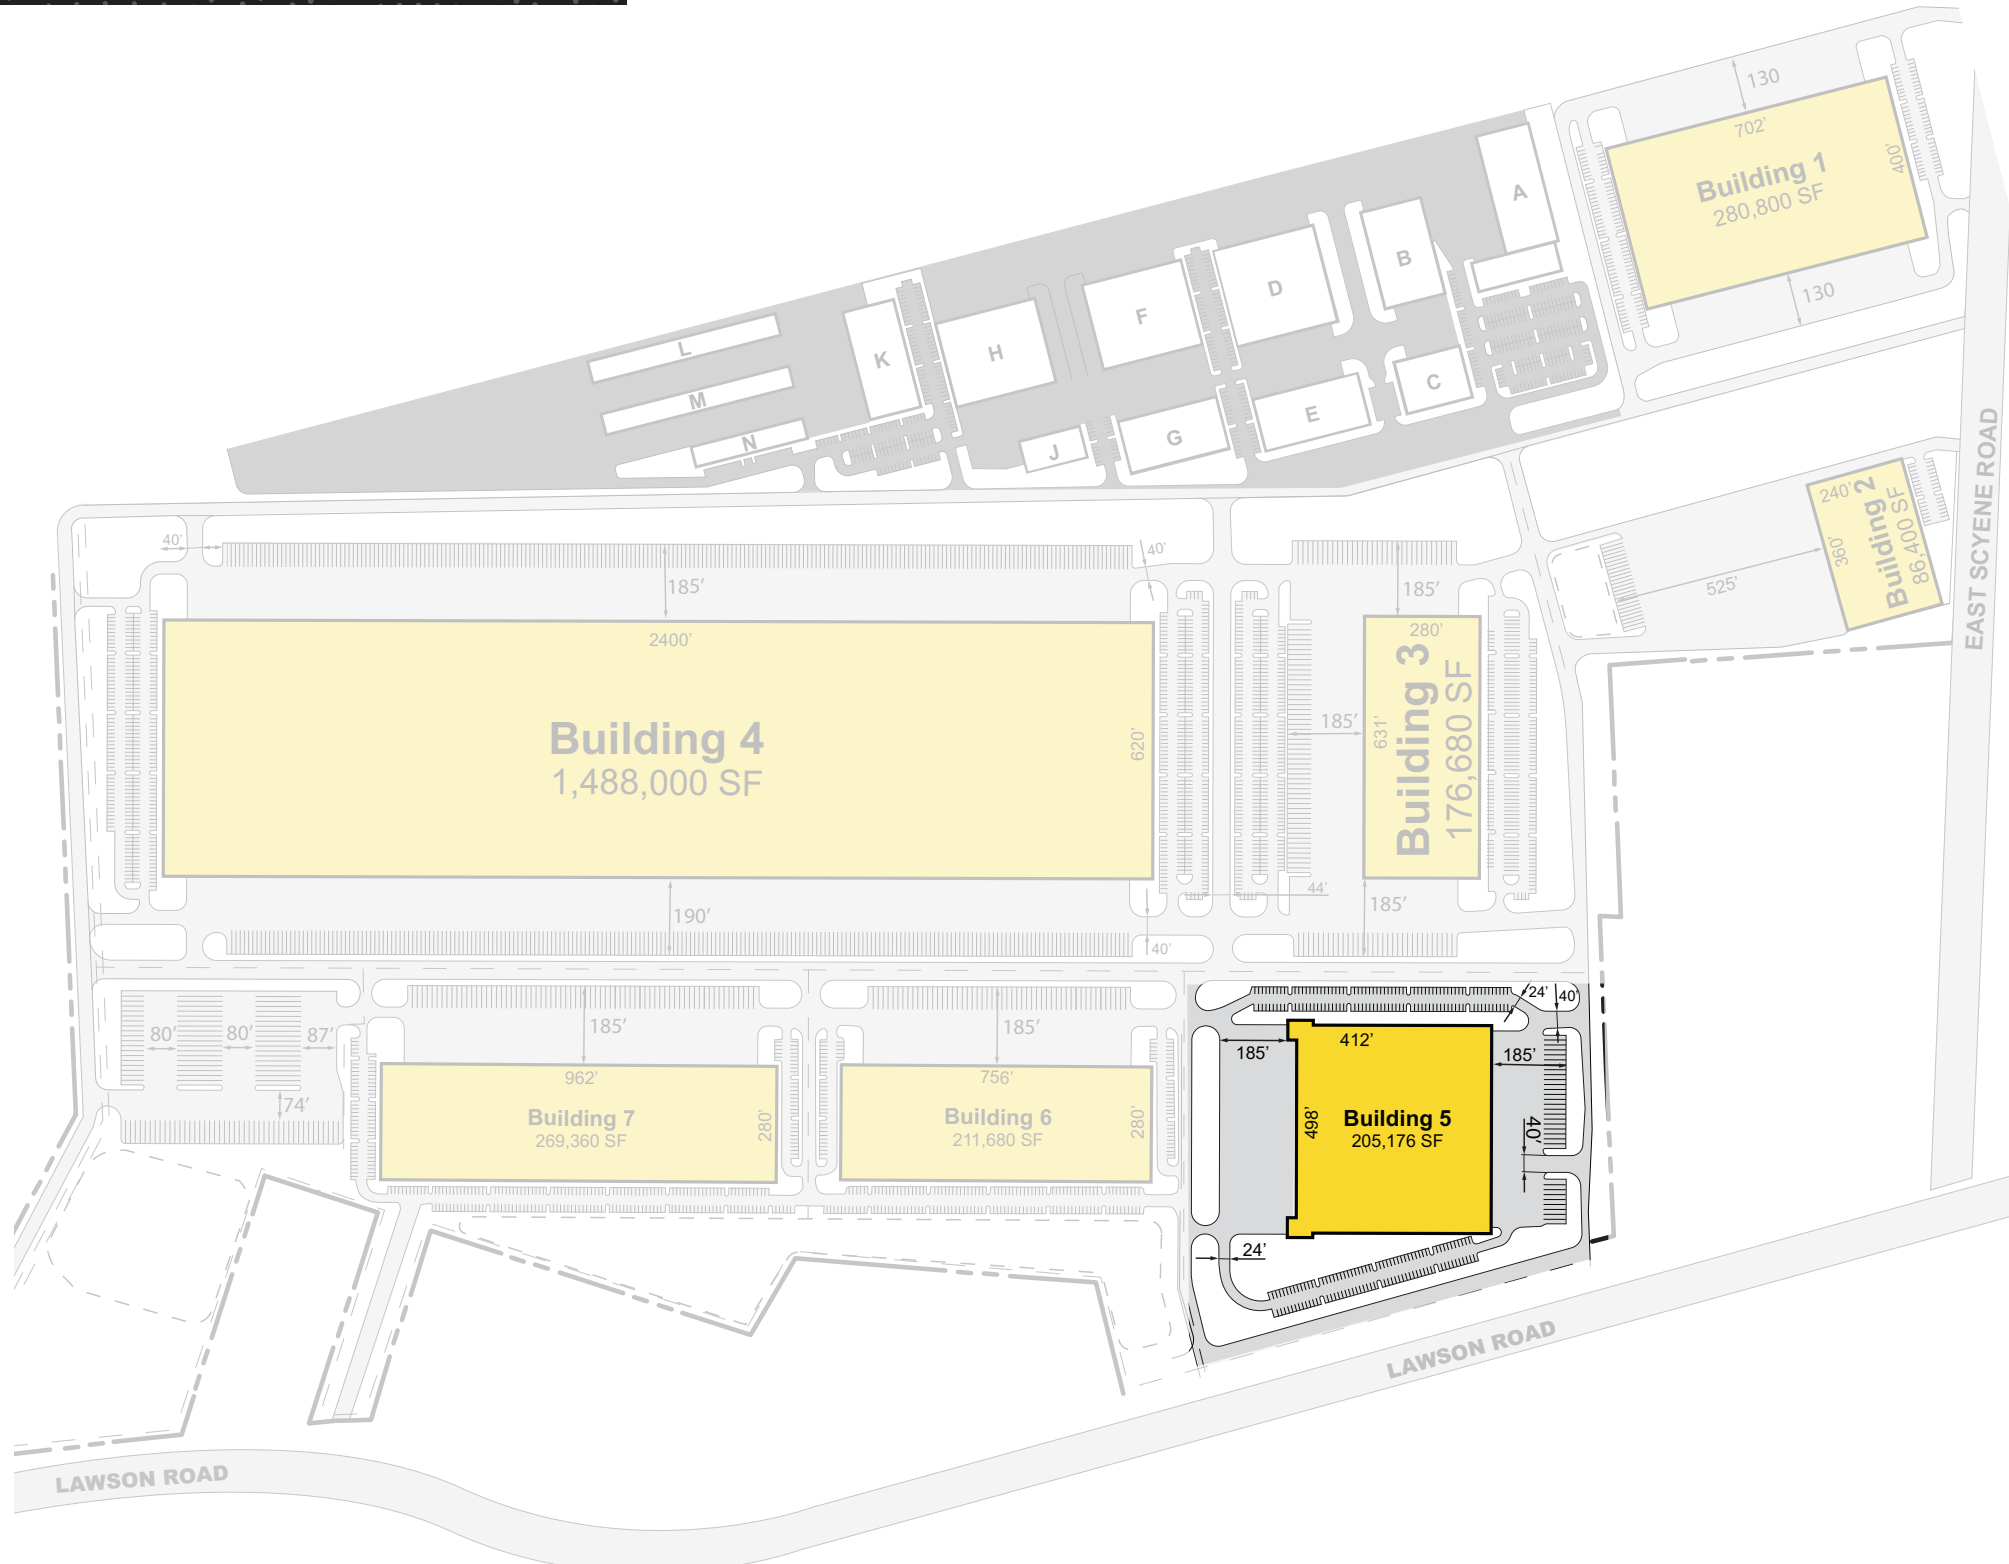 130
702’
400’
Building 1
280,800 SF
130
A
B
C
D
E
F
G
H
J
K
L
M
N
EAST SCYENE ROAD
240’
360’
Building 2
86,400 SF
525’
40’
185’
40’
2400’
Building 4
1,488,000 SF
620’
190’
40’
44’
185’
280’
185’
631’
Building 3
176,680 SF
185’
80’
80’
87’
74’
185’
962’
Building 7
269,360 SF
280’
185’
756’
Building 6
211,680 SF
280’
24’
40’
185’
412’
185’
498’
Building 5
205,176 SF
40’
24’
LAWSON ROAD
LAWSON ROAD